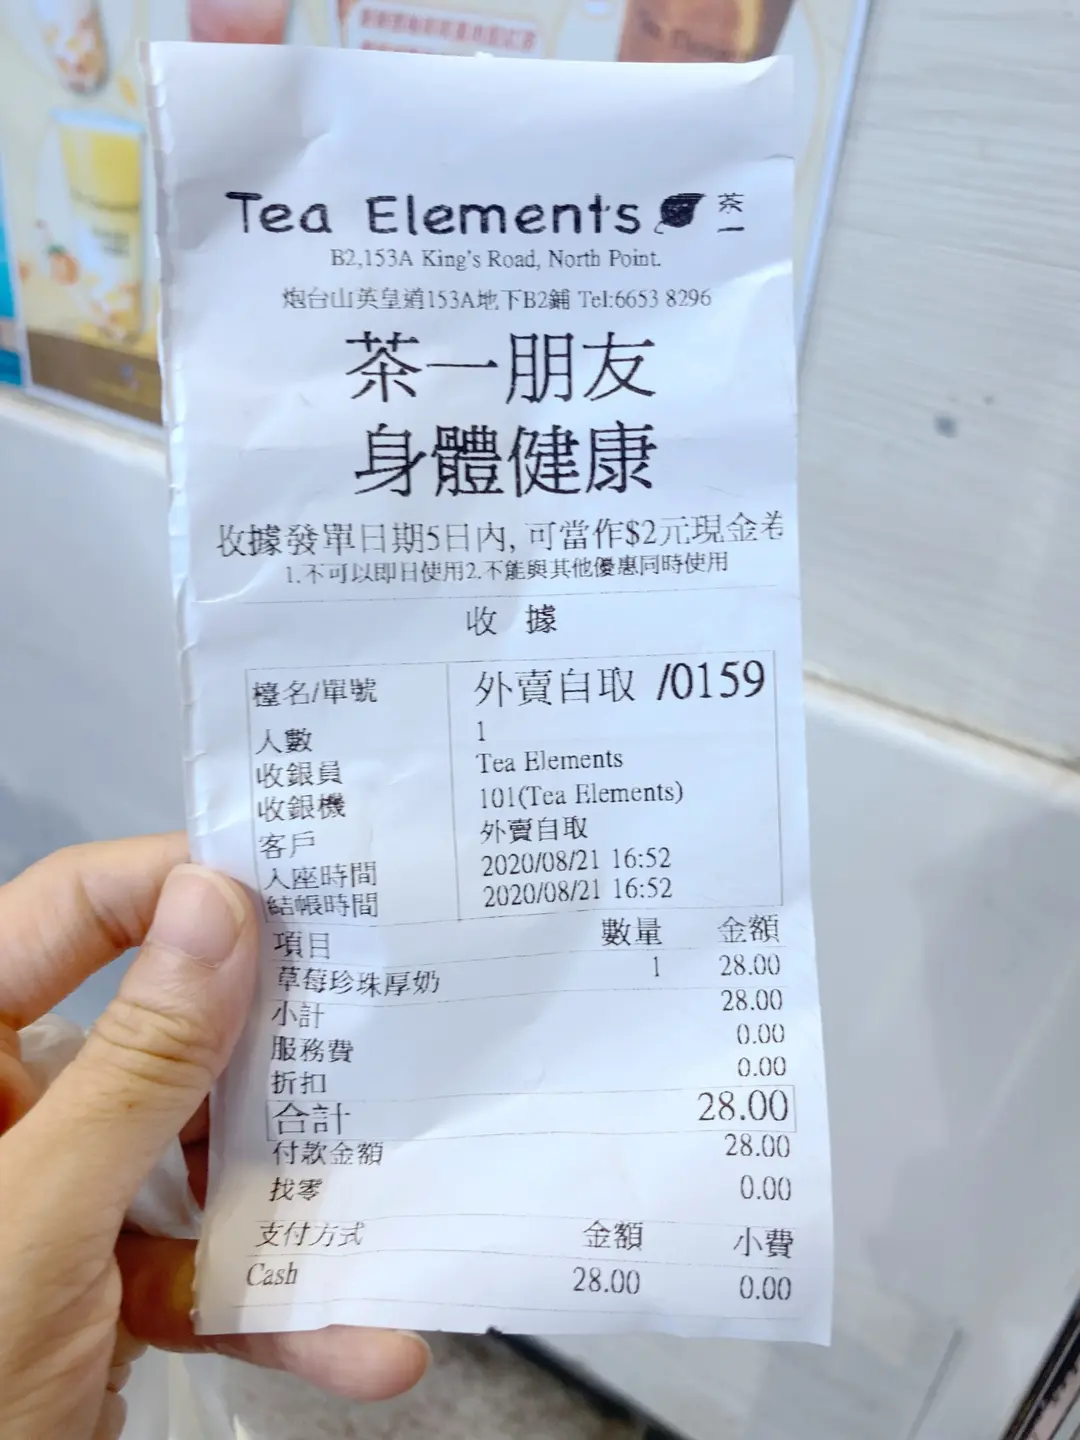 Tea Elements 茶一
B2,153A King's Road, North Point.
炮台山英皇道153A地下B2鋪 Tel:6653 8296
茶一朋友
身體健康
收據發單日期5日內, 可當作$2元現金卷
1.不可以即日使用2.不能與其他優惠同時使用
收 據
檯名/單號 外賣自取 /0159
人數 1
收銀員 Tea Elements
收銀機 101(Tea Elements)
客戶 外賣自取
入座時間 2020/08/21 16:52
結帳時間 2020/08/21 16:52
項目 數量 金額
草莓珍珠厚奶 1 28.00
小計 28.00
服務費 0.00
折扣 0.00
合計 28.00
付款金額 28.00
找零 0.00
支付方式 金額 小費
Cash 28.00 0.00